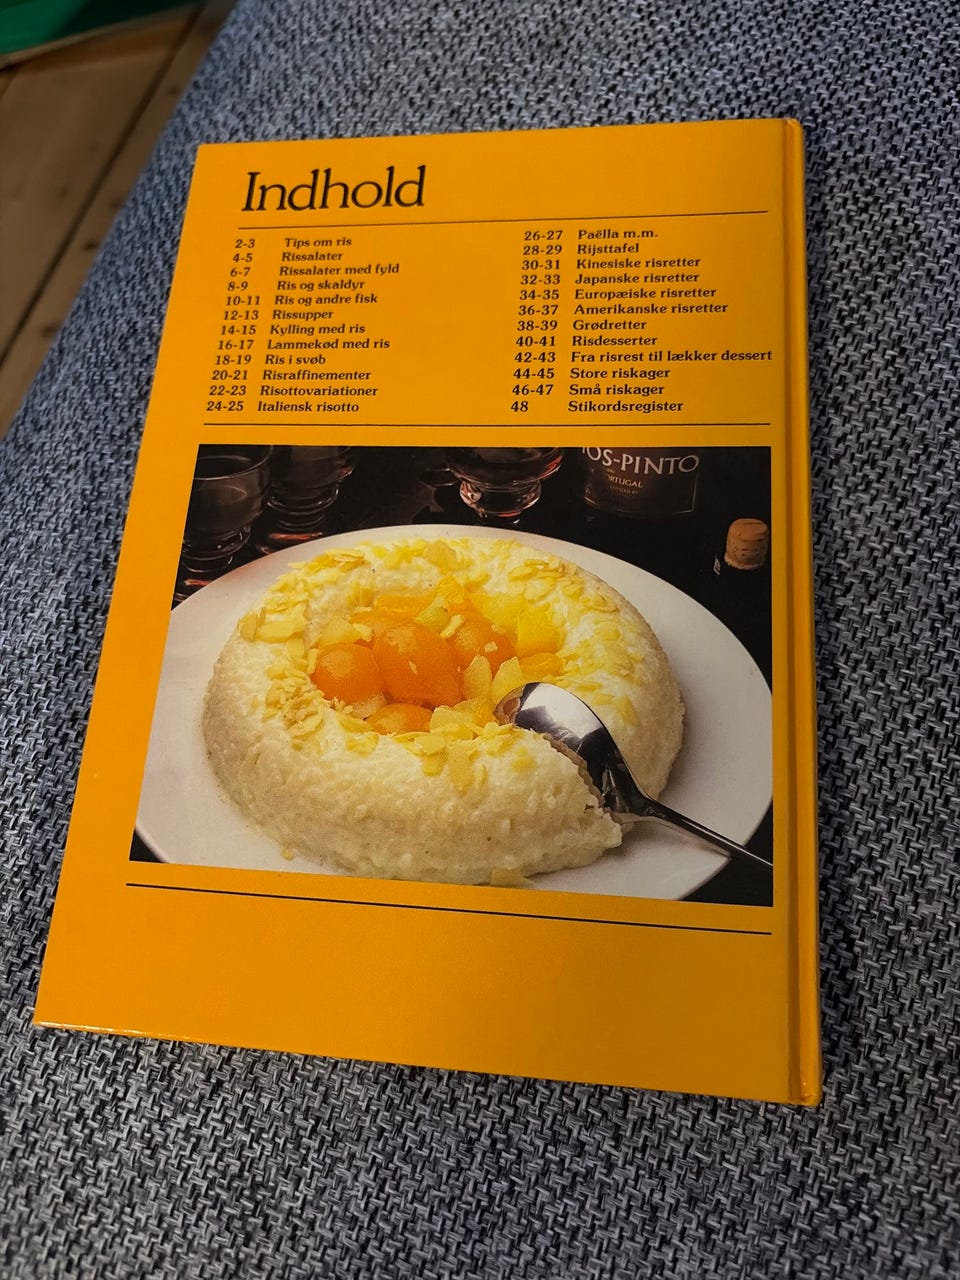 Indhold
2-3 Tips om ris
4-5 Rissalater
6-7 Rissalater med fyld
8-9 Ris og skaldyr
10-11 Ris og andre fisk
12-13 Rissupper
14-15 Kylling med ris
16-17 Lammekød med ris
18-19 Ris i svøb
20-21 Risraffinementer
22-23 Risottovariationer
24-25 Italiensk risotto
26-27 Paëlla m.m.
28-29 Rijsttafel
30-31 Kinesiske risretter
32-33 Japanske risretter
34-35 Europæiske risretter
36-37 Amerikanske risretter
38-39 Grødretter
40-41 Risdesserter
42-43 Fra risrest til lækker dessert
44-45 Store riskager
46-47 Små riskager
48 Stikordsregister
OS-PINTO
PORTUGAL